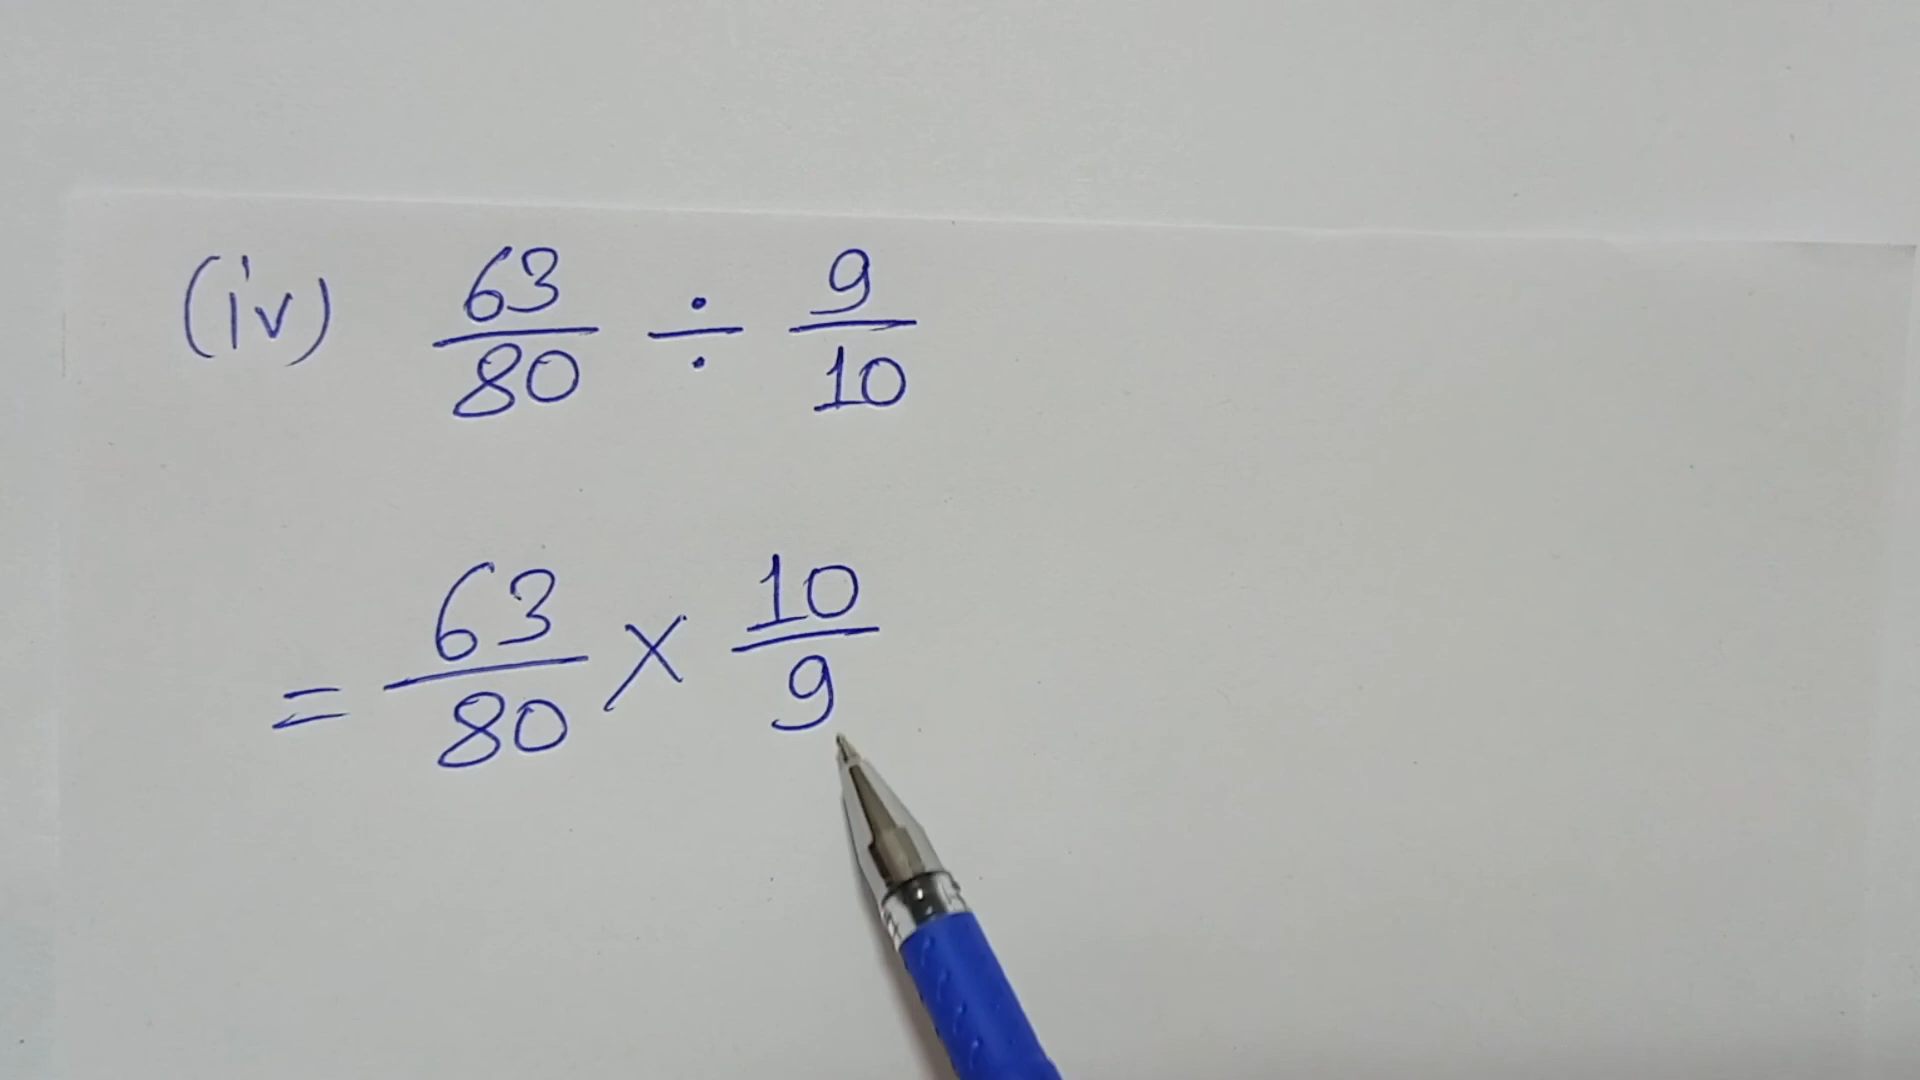 (iv) 63/80 ÷ 9/10
= 63/80 × 10/9